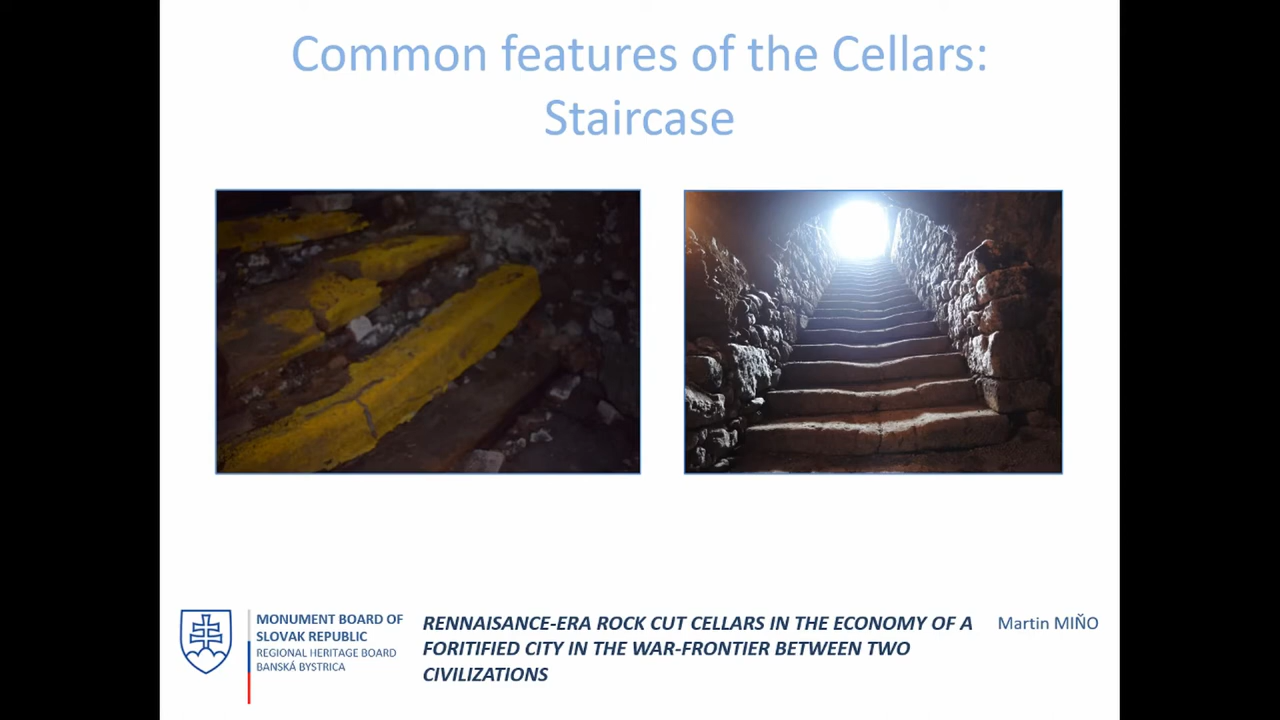 Common features of the Cellars:
Staircase
MONUMENT BOARD OF
SLOVAK REPUBLIC
REGIONAL HERITAGE BOARD
BANSKÁ BYSTRICA
RENNAISANCE-ERA ROCK CUT CELLARS IN THE ECONOMY OF A
FORTIFIED CITY IN THE WAR-FRONTIER BETWEEN TWO
CIVILIZATIONS
Martin MIŇO